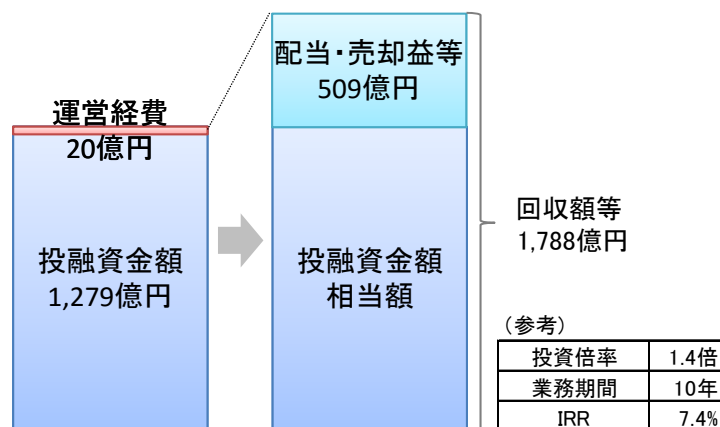 運営経費
20億円
投融資金額
1,279億円
配当・売却益等
509億円
投融資金額
相当額
回収額等
1,788億円
（参考）
投資倍率 1.4倍
業務期間 10年
IRR 7.4%